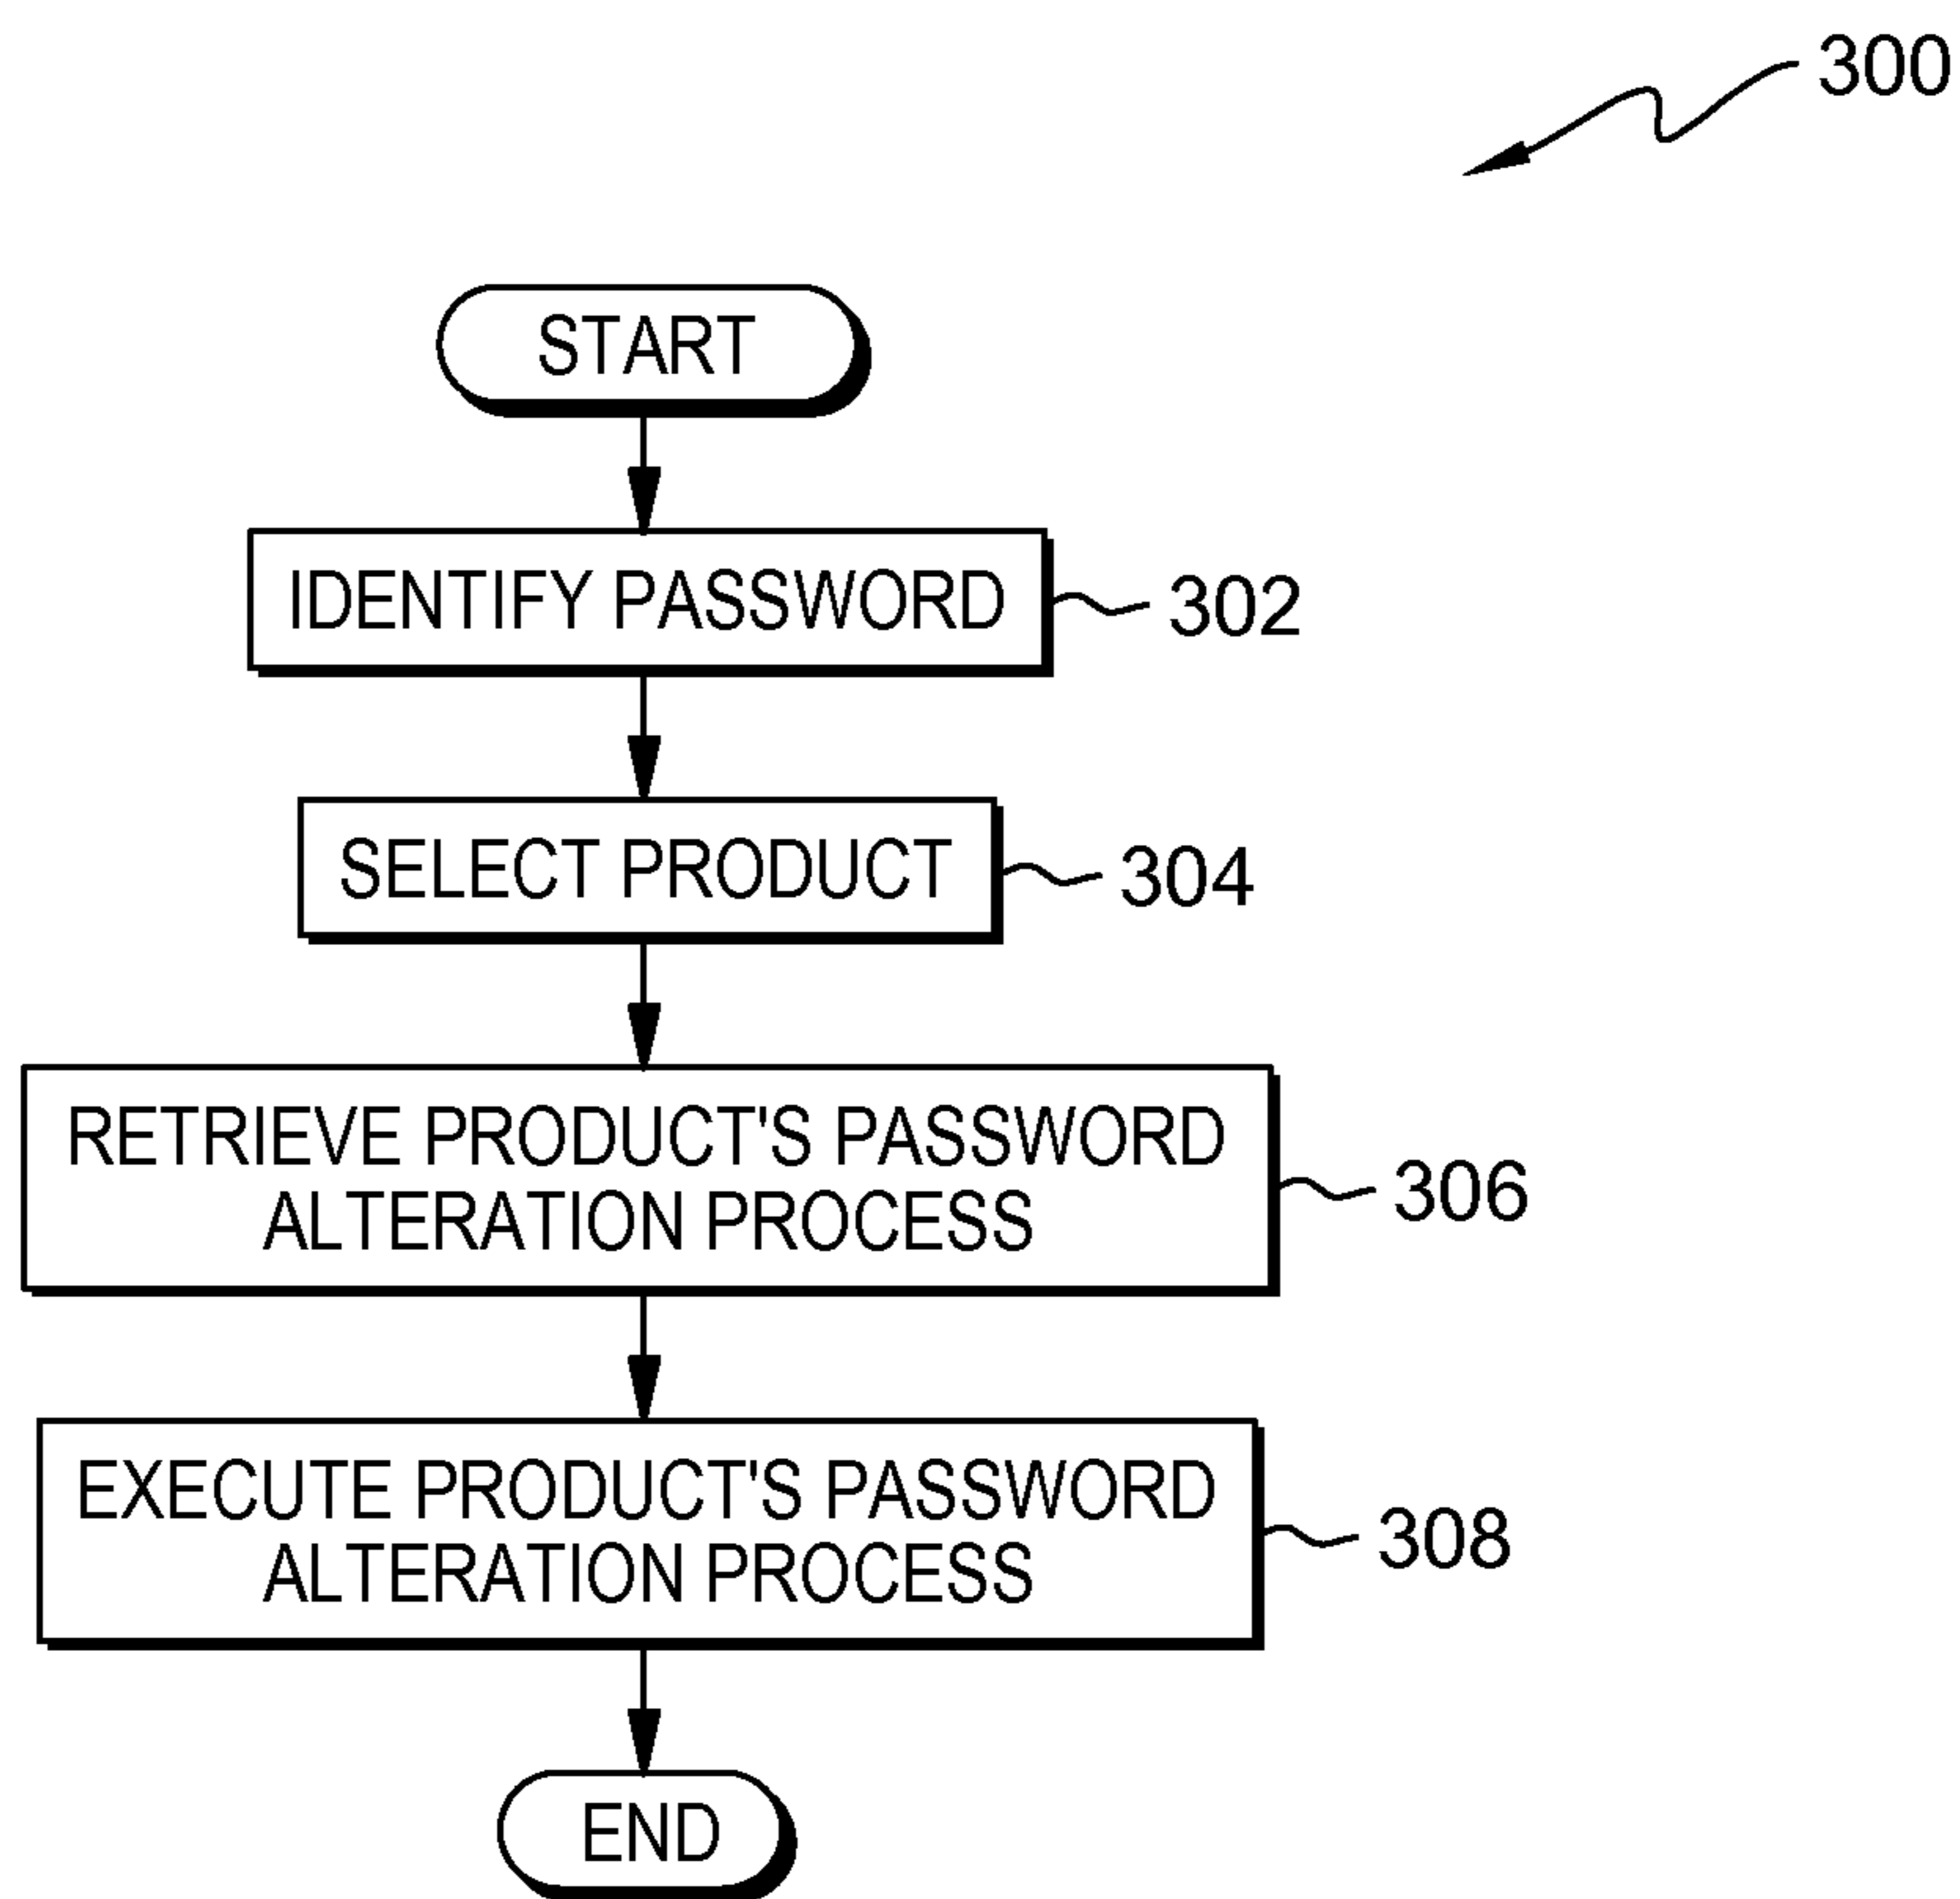 300
START
IDENTIFY PASSWORD
302
SELECT PRODUCT
304
RETRIEVE PRODUCT'S PASSWORD
ALTERATION PROCESS
306
EXECUTE PRODUCT'S PASSWORD
ALTERATION PROCESS
308
END